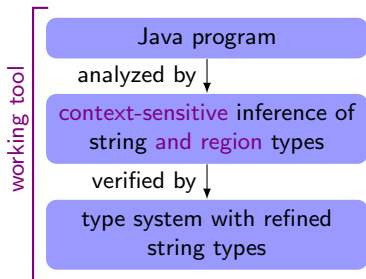 working tool
Java program
analyzed by
context-sensitive inference of
string and region types
verified by
type system with refined
string types